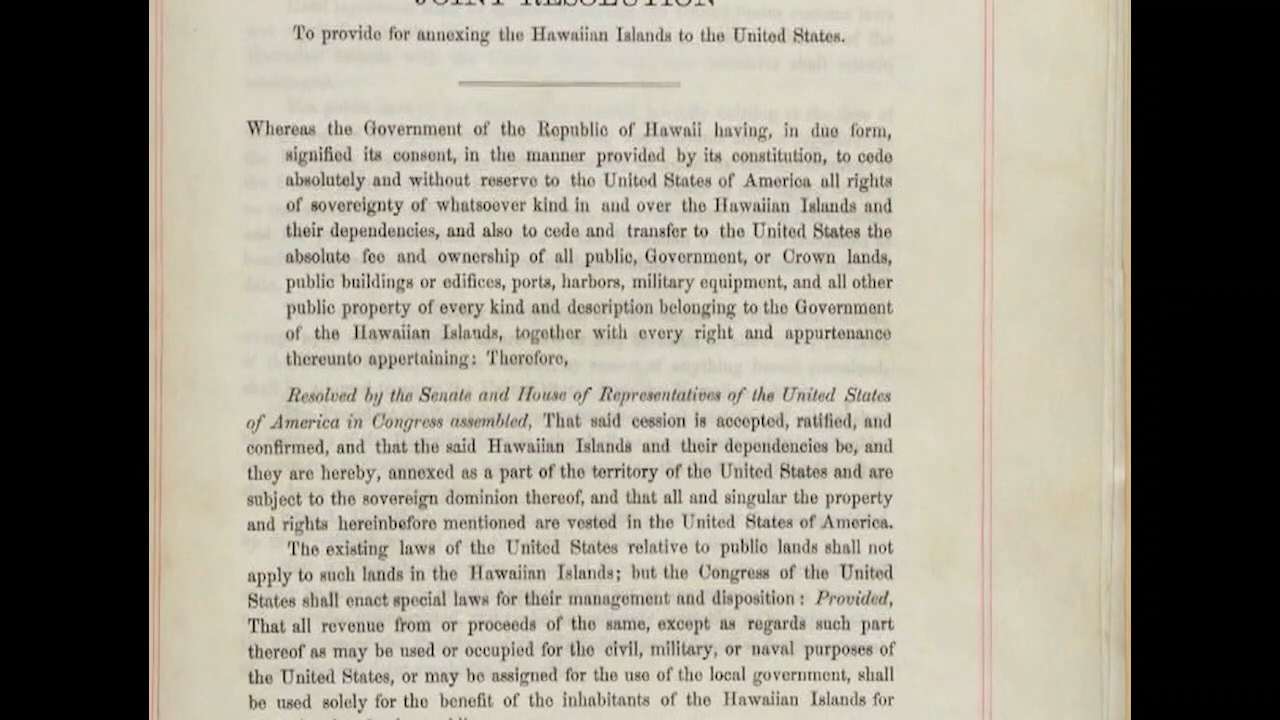 JOINT RESOLUTION
To provide for annexing the Hawaiian Islands to the United States.
Whereas the Government of the Republic of Hawaii having, in due form,
signified its consent, in the manner provided by its constitution, to cede
absolutely and without reserve to the United States of America all rights
of sovereignty of whatsoever kind in and over the Hawaiian Islands and
their dependencies, and also to cede and transfer to the United States the
absolute fee and ownership of all public, Government, or Crown lands,
public buildings or edifices, ports, harbors, military equipment, and all other
public property of every kind and description belonging to the Government
of the Hawaiian Islands, together with every right and appurtenance
thereunto appertaining: Therefore,
Resolved by the Senate and House of Representatives of the United States
of America in Congress assembled, That said cession is accepted, ratified, and
confirmed, and that the said Hawaiian Islands and their dependencies be, and
they are hereby, annexed as a part of the territory of the United States and are
subject to the sovereign dominion thereof, and that all and singular the property
and rights hereinbefore mentioned are vested in the United States of America.
The existing laws of the United States relative to public lands shall not
apply to such lands in the Hawaiian Islands; but the Congress of the United
States shall enact special laws for their management and disposition: Provided,
That all revenue from or proceeds of the same, except as regards such part
thereof as may be used or occupied for the civil, military, or naval purposes of
the United States, or may be assigned for the use of the local government, shall
be used solely for the benefit of the inhabitants of the Hawaiian Islands for